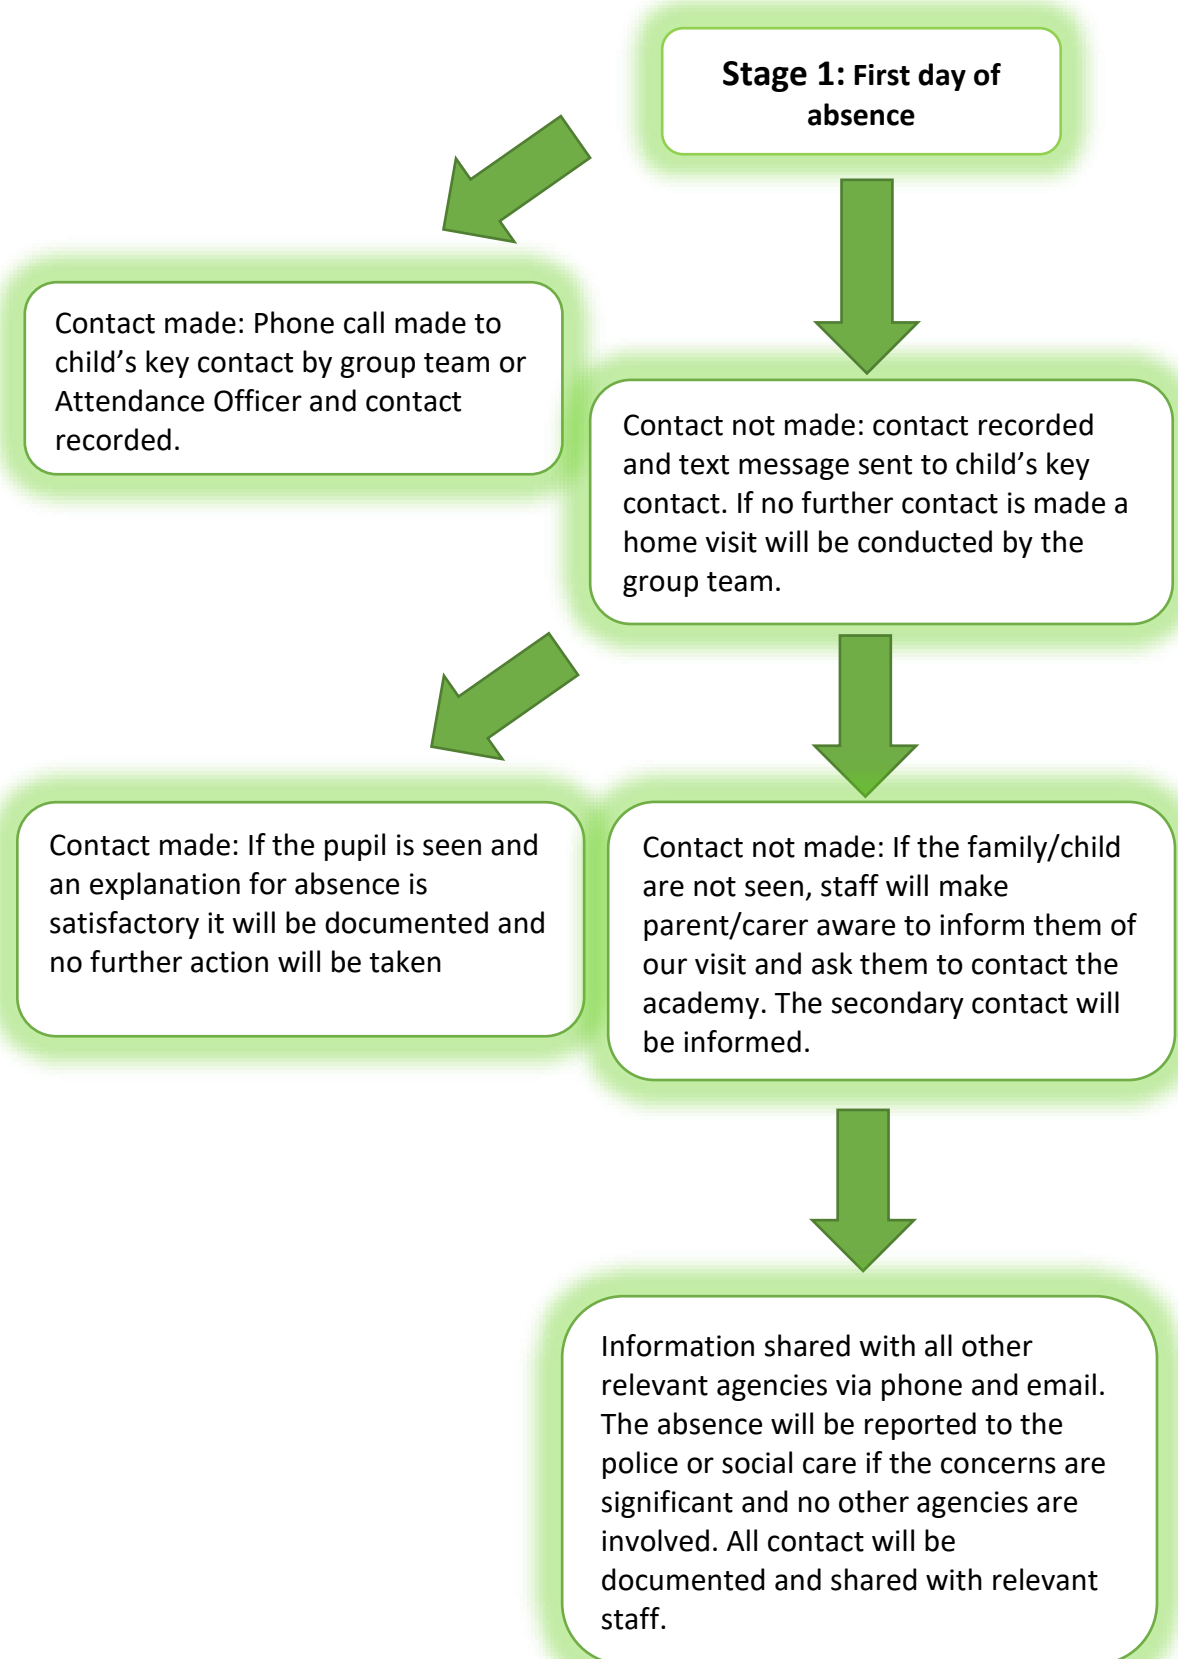 Stage 1: First day of
absence
Contact made: Phone call made to
child’s key contact by group team or
Attendance Officer and contact
recorded.
Contact not made: contact recorded
and text message sent to child’s key
contact. If no further contact is made a
home visit will be conducted by the
group team.
Contact made: If the pupil is seen and
an explanation for absence is
satisfactory it will be documented and
no further action will be taken
Contact not made: If the family/child
are not seen, staff will make
parent/carer aware to inform them of
our visit and ask them to contact the
academy. The secondary contact will
be informed.
Information shared with all other
relevant agencies via phone and email.
The absence will be reported to the
police or social care if the concerns are
significant and no other agencies are
involved. All contact will be
documented and shared with relevant
staff.